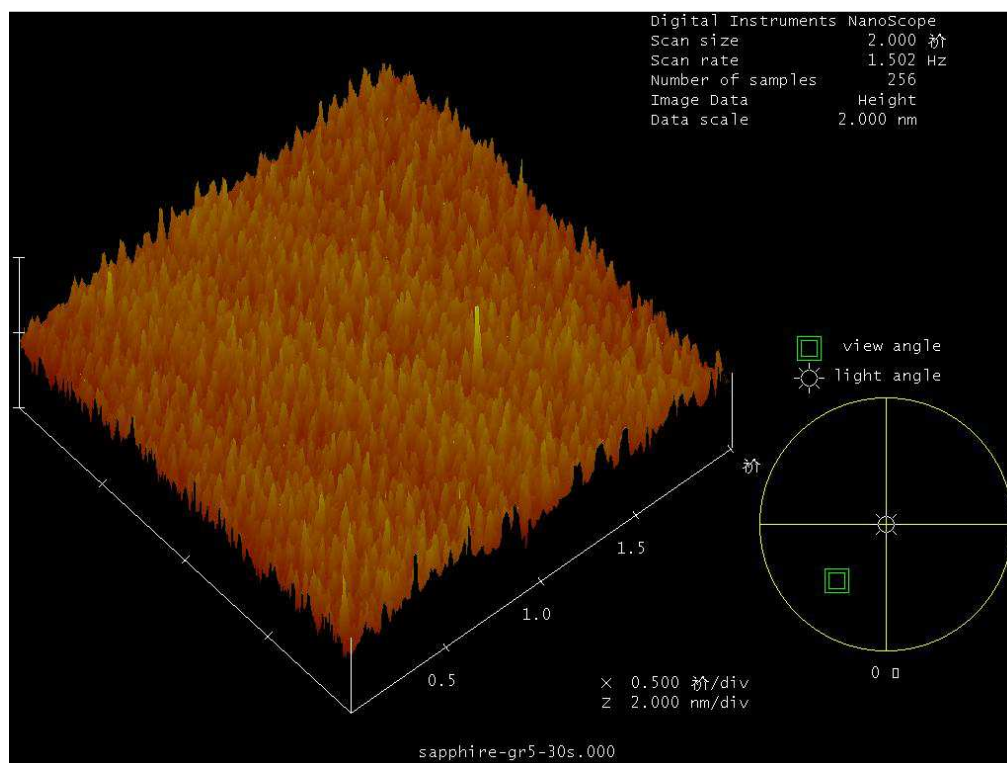 Digital Instruments NanoScope
Scan size 2.000 祄
Scan rate 1.502 Hz
Number of samples 256
Image Data Height
Data scale 2.000 nm
view angle
light angle
祄
1.5
1.0
0.5
0 
X 0.500 祄/div
Z 2.000 nm/div
sapphire-gr5-30s.000